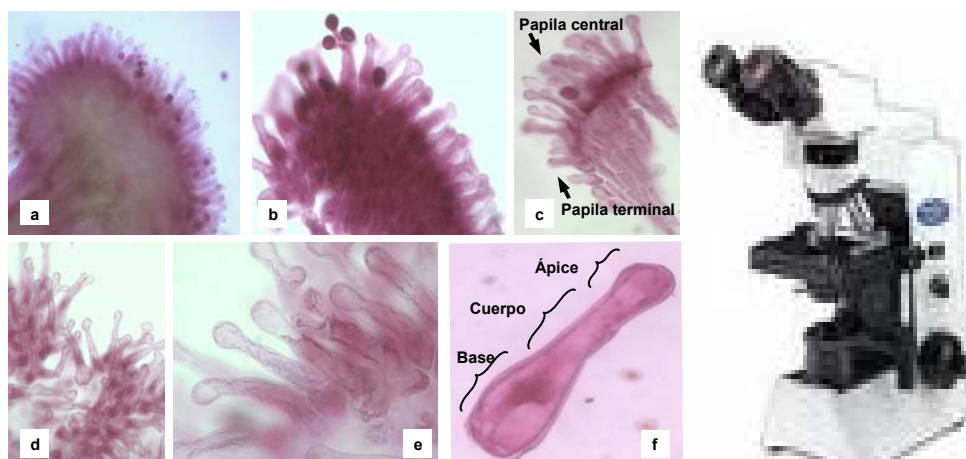 Papila central
a
b
c
Papila terminal
Ápice
Cuerpo
Base
d
e
f